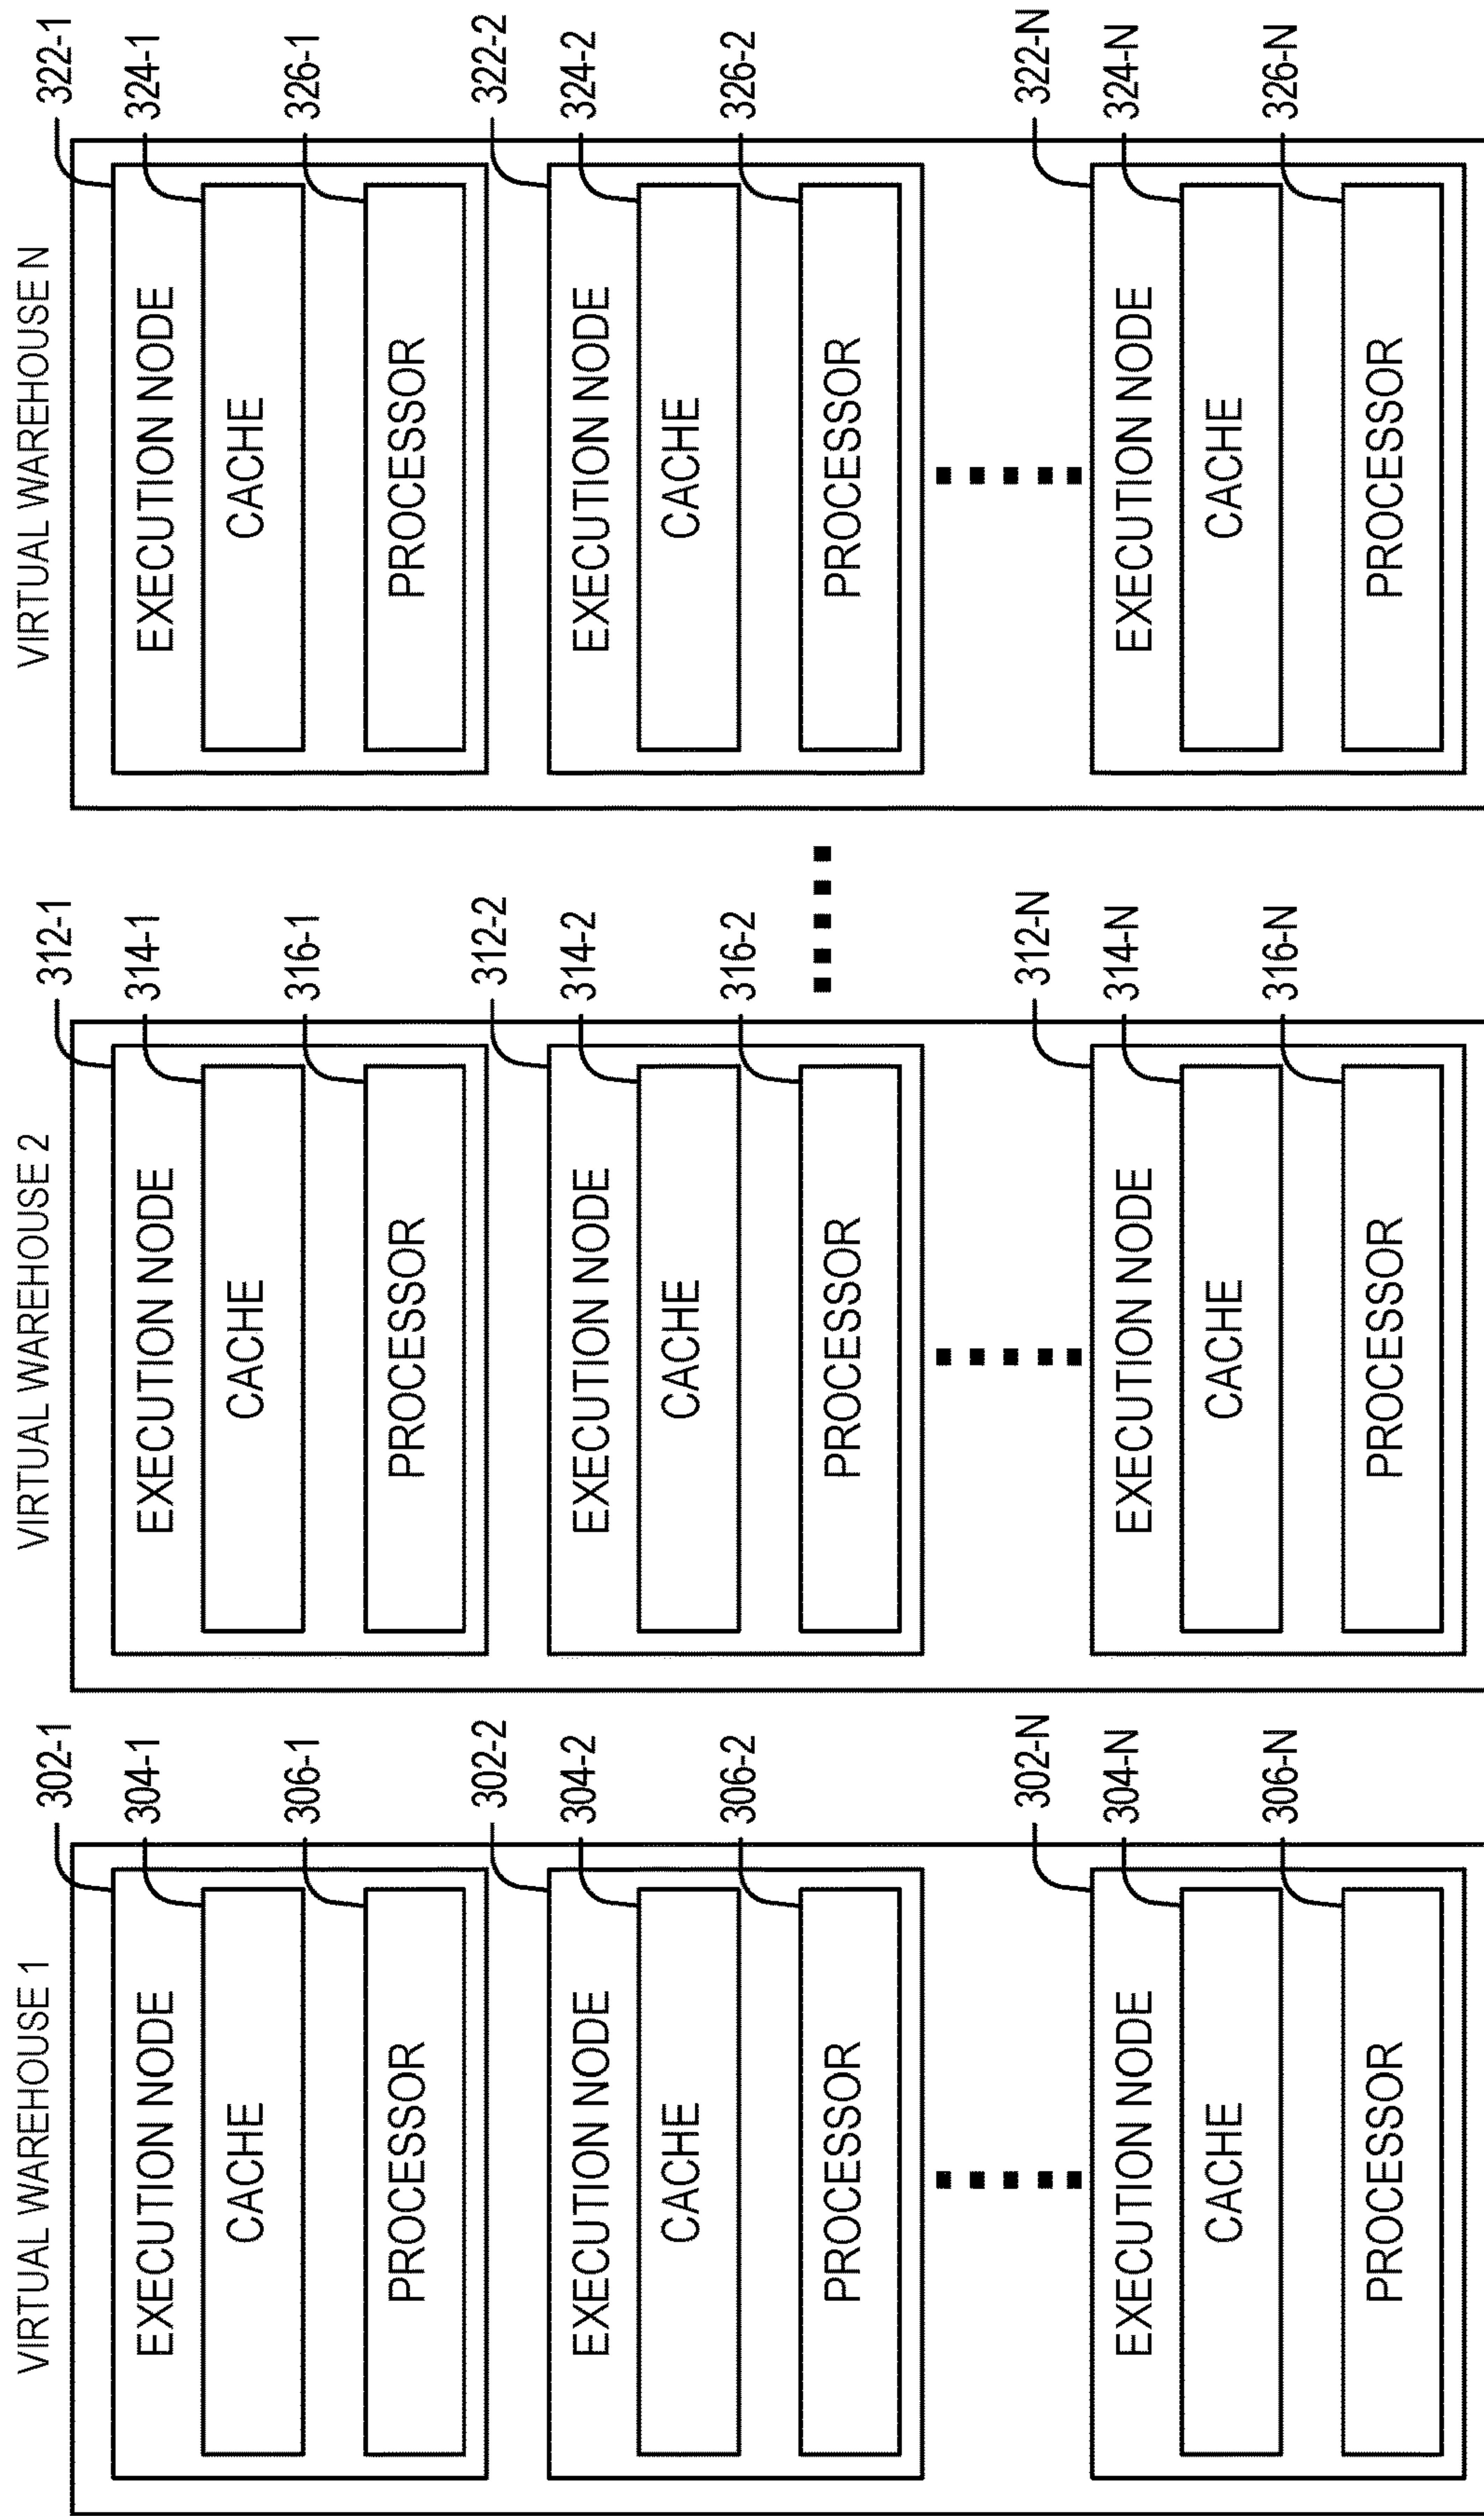 VIRTUAL WAREHOUSE 1
302-1
EXECUTION NODE
304-1
CACHE
306-1
PROCESSOR
302-2
EXECUTION NODE
304-2
CACHE
306-2
PROCESSOR
302-N
EXECUTION NODE
304-N
CACHE
306-N
PROCESSOR
VIRTUAL WAREHOUSE 2
312-1
EXECUTION NODE
314-1
CACHE
316-1
PROCESSOR
312-2
EXECUTION NODE
314-2
CACHE
316-2
PROCESSOR
312-N
EXECUTION NODE
314-N
CACHE
316-N
PROCESSOR
VIRTUAL WAREHOUSE N
322-1
EXECUTION NODE
324-1
CACHE
326-1
PROCESSOR
322-2
EXECUTION NODE
324-2
CACHE
326-2
PROCESSOR
322-N
EXECUTION NODE
324-N
CACHE
326-N
PROCESSOR